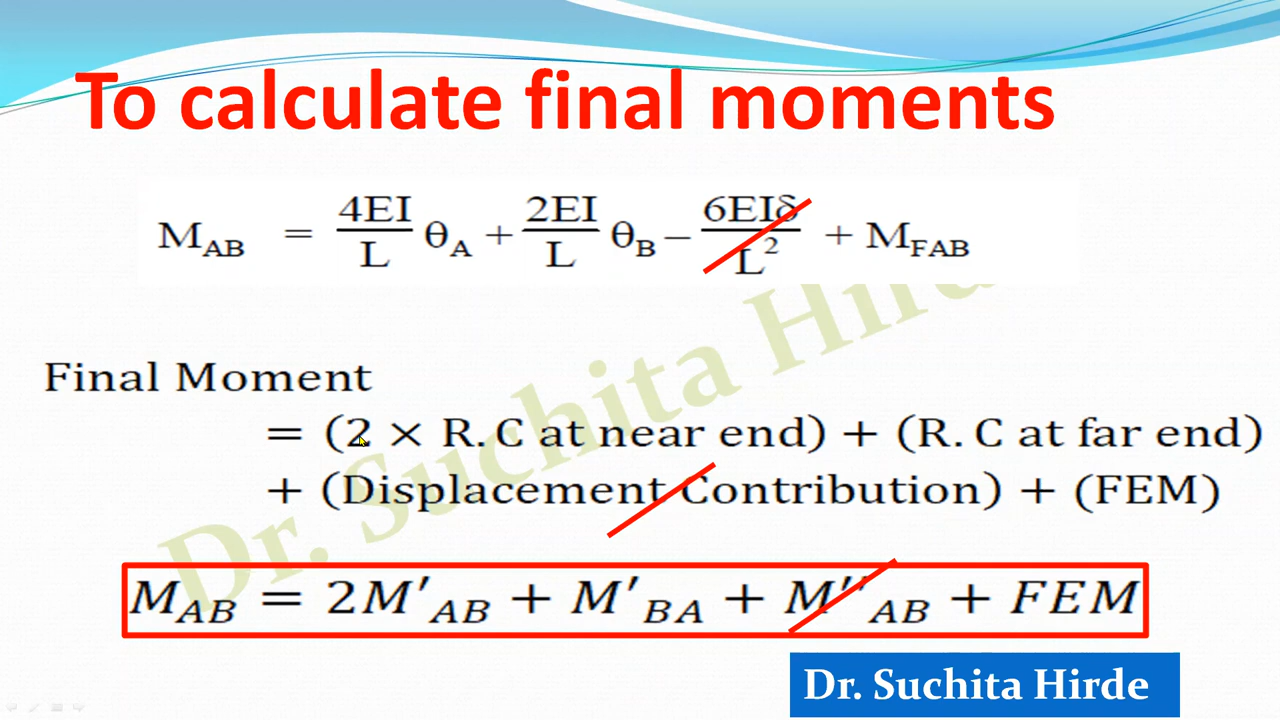 To calculate final moments
M_AB = 4EI/L θ_A + 2EI/L θ_B − 6EIδ/L² + M_FAB
Final Moment
= (2 × R.C at near end) + (R.C at far end)
+ (Displacement Contribution) + (FEM)
M_AB = 2M′_AB + M′_BA + M′′_AB + FEM
Dr. Suchita Hirde
Dr. Suchita Hirde